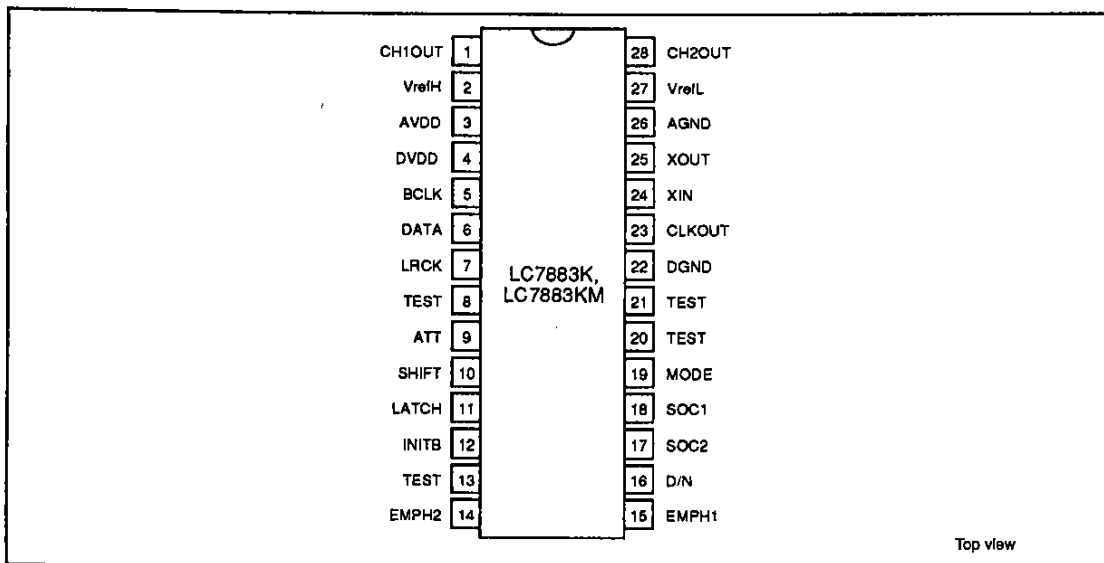 CH1OUT 1 28 CH2OUT
VrefH 2 27 VrefL
AVDD 3 26 AGND
DVDD 4 25 XOUT
BCLK 5 24 XIN
DATA 6 23 CLKOUT
LRCK 7 22 DGND
LC7883K,
LC7883KM
TEST 8 21 TEST
ATT 9 20 TEST
SHIFT 10 19 MODE
LATCH 11 18 SOC1
INITB 12 17 SOC2
TEST 13 16 D/N
EMPH2 14 15 EMPH1
Top view